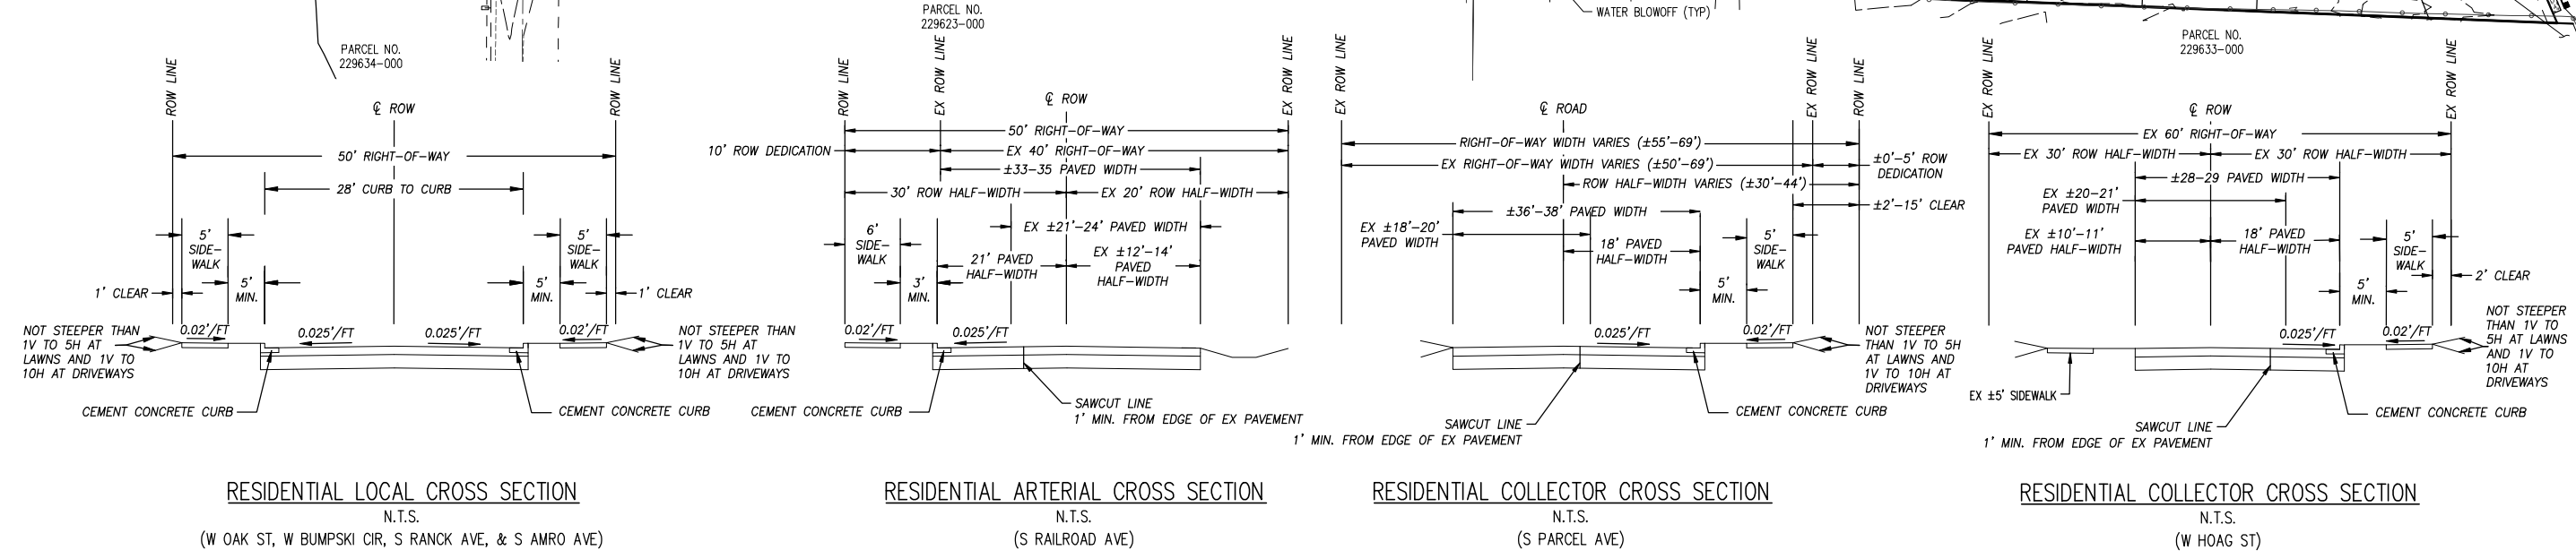 PARCEL NO.
229634-000
ROW LINE
ROW LINE
℄ ROW
50' RIGHT-OF-WAY
28' CURB TO CURB
5'
SIDE-
WALK
5'
SIDE-
WALK
1' CLEAR
5'
MIN.
5'
MIN.
1' CLEAR
NOT STEEPER THAN
1V TO 5H AT
LAWNS AND 1V TO
10H AT DRIVEWAYS
0.02'/FT
0.025'/FT
0.025'/FT
0.02'/FT
NOT STEEPER THAN
1V TO 5H AT
LAWNS AND 1V TO
10H AT DRIVEWAYS
CEMENT CONCRETE CURB
CEMENT CONCRETE CURB
RESIDENTIAL LOCAL CROSS SECTION
N.T.S.
(W OAK ST, W BUMPSKI CIR, S RANCK AVE, & S AMRO AVE)
PARCEL NO.
229623-000
ROW LINE
EX ROW LINE
EX ROW LINE
℄ ROW
50' RIGHT-OF-WAY
10' ROW DEDICATION
EX 40' RIGHT-OF-WAY
±33-35 PAVED WIDTH
30' ROW HALF-WIDTH
EX 20' ROW HALF-WIDTH
6'
SIDE-
WALK
EX ±21'-24' PAVED WIDTH
21' PAVED
HALF-WIDTH
EX ±12'-14'
PAVED
HALF-WIDTH
3'
MIN.
0.02'/FT
0.025'/FT
CEMENT CONCRETE CURB
SAWCUT LINE
1' MIN. FROM EDGE OF EX PAVEMENT
RESIDENTIAL ARTERIAL CROSS SECTION
N.T.S.
(S RAILROAD AVE)
WATER BLOWOFF (TYP)
EX ROW LINE
EX ROW LINE
ROW LINE
℄ ROAD
RIGHT-OF-WAY WIDTH VARIES (±55'-69')
EX RIGHT-OF-WAY WIDTH VARIES (±50'-69')
±0'-5' ROW
DEDICATION
ROW HALF-WIDTH VARIES (±30'-44')
±2'-15' CLEAR
±36'-38' PAVED WIDTH
EX ±18'-20'
PAVED WIDTH
18' PAVED
HALF-WIDTH
5'
SIDE-
WALK
5'
MIN.
0.025'/FT
0.02'/FT
NOT STEEPER
THAN 1V TO 5H
AT LAWNS AND
1V TO 10H AT
DRIVEWAYS
CEMENT CONCRETE CURB
SAWCUT LINE
1' MIN. FROM EDGE OF EX PAVEMENT
RESIDENTIAL COLLECTOR CROSS SECTION
N.T.S.
(S PARCEL AVE)
PARCEL NO.
229633-000
EX ROW LINE
EX ROW LINE
℄ ROW
EX 60' RIGHT-OF-WAY
EX 30' ROW HALF-WIDTH
EX 30' ROW HALF-WIDTH
±28-29 PAVED WIDTH
EX ±20-21'
PAVED WIDTH
EX ±10'-11'
PAVED HALF-WIDTH
18' PAVED
HALF-WIDTH
5'
SIDE-
WALK
2' CLEAR
5'
MIN.
0.025'/FT
0.02'/FT
NOT STEEPER
THAN 1V TO
5H AT LAWNS
AND 1V TO
10H AT
DRIVEWAYS
EX ±5' SIDEWALK
CEMENT CONCRETE CURB
SAWCUT LINE
1' MIN. FROM EDGE OF EX PAVEMENT
RESIDENTIAL COLLECTOR CROSS SECTION
N.T.S.
(W HOAG ST)